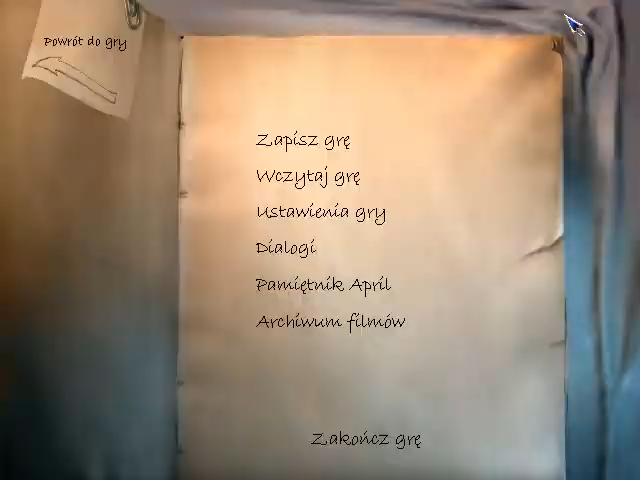 Powrót do gry
Zapisz grę
Wczytaj grę
Ustawienia gry
Dialogi
Pamiętnik April
Archiwum filmów
Zakończ grę